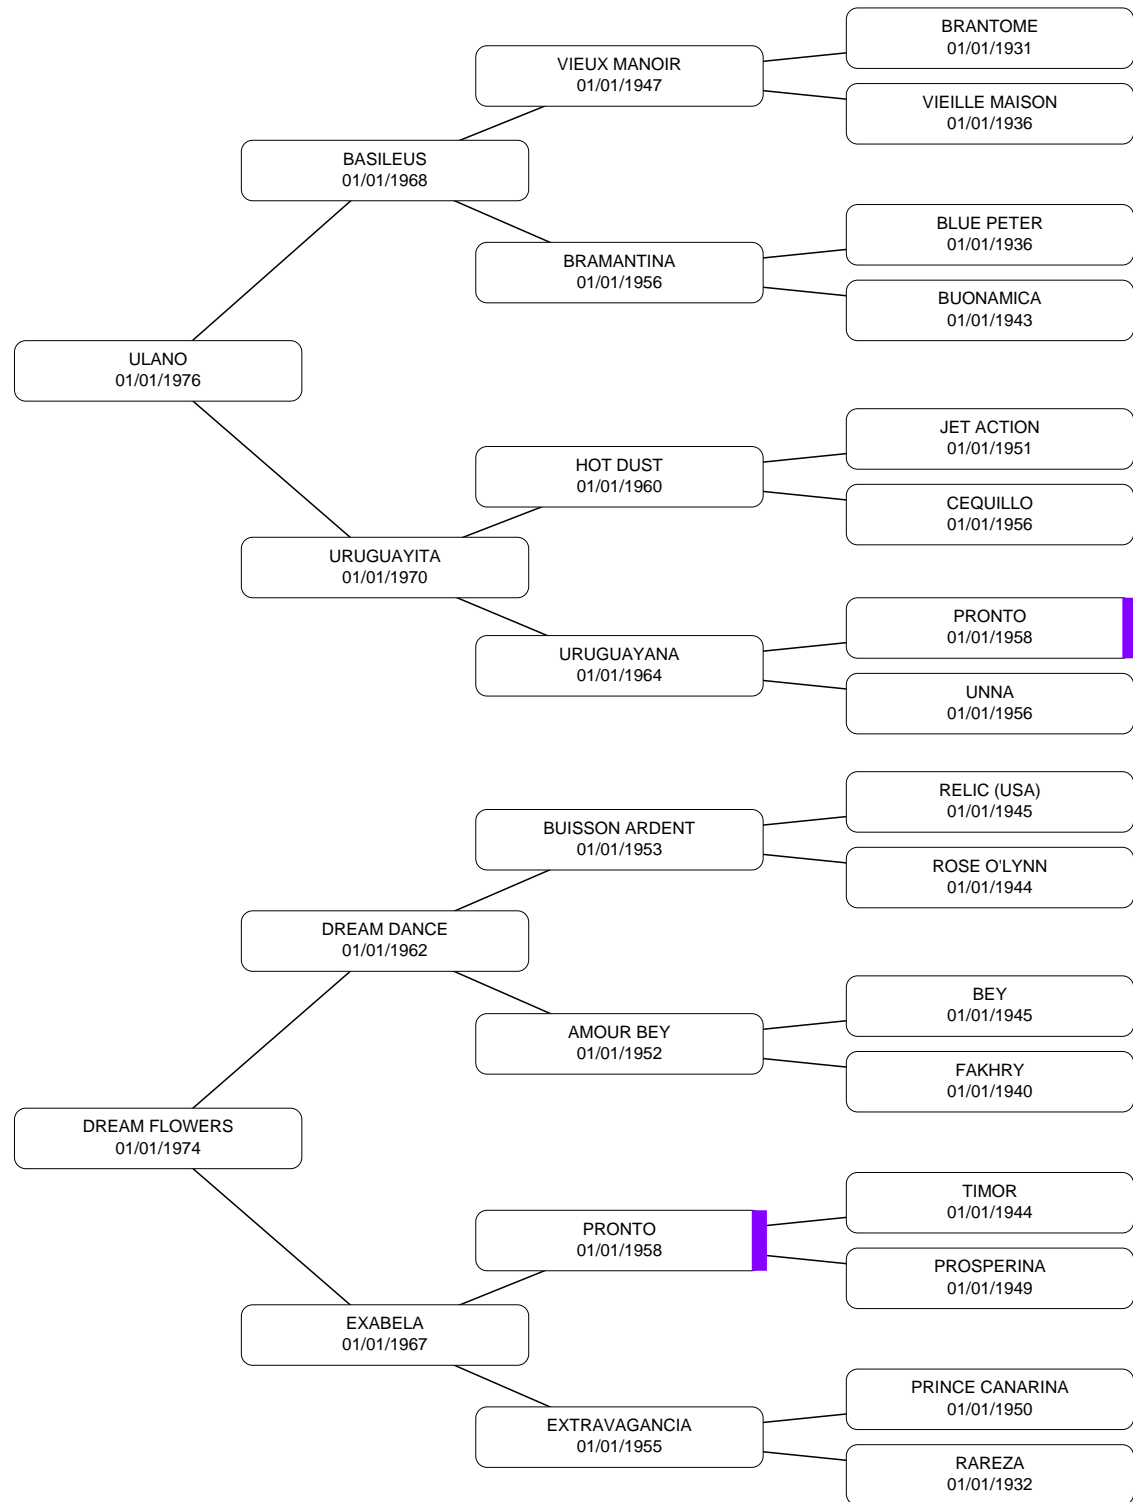 BRANTOME
01/01/1931
VIEUX MANOIR
01/01/1947
VIEILLE MAISON
01/01/1936
BASILEUS
01/01/1968
BLUE PETER
01/01/1936
BRAMANTINA
01/01/1956
BUONAMICA
01/01/1943
ULANO
01/01/1976
JET ACTION
01/01/1951
HOT DUST
01/01/1960
CEQUILLO
01/01/1956
URUGUAYITA
01/01/1970
PRONTO
01/01/1958
URUGUAYANA
01/01/1964
UNNA
01/01/1956
RELIC (USA)
01/01/1945
BUISSON ARDENT
01/01/1953
ROSE O'LYNN
01/01/1944
DREAM DANCE
01/01/1962
BEY
01/01/1945
AMOUR BEY
01/01/1952
FAKHRY
01/01/1940
DREAM FLOWERS
01/01/1974
TIMOR
01/01/1944
PRONTO
01/01/1958
PROSPERINA
01/01/1949
EXABELA
01/01/1967
PRINCE CANARINA
01/01/1950
EXTRAVAGANCIA
01/01/1955
RAREZA
01/01/1932